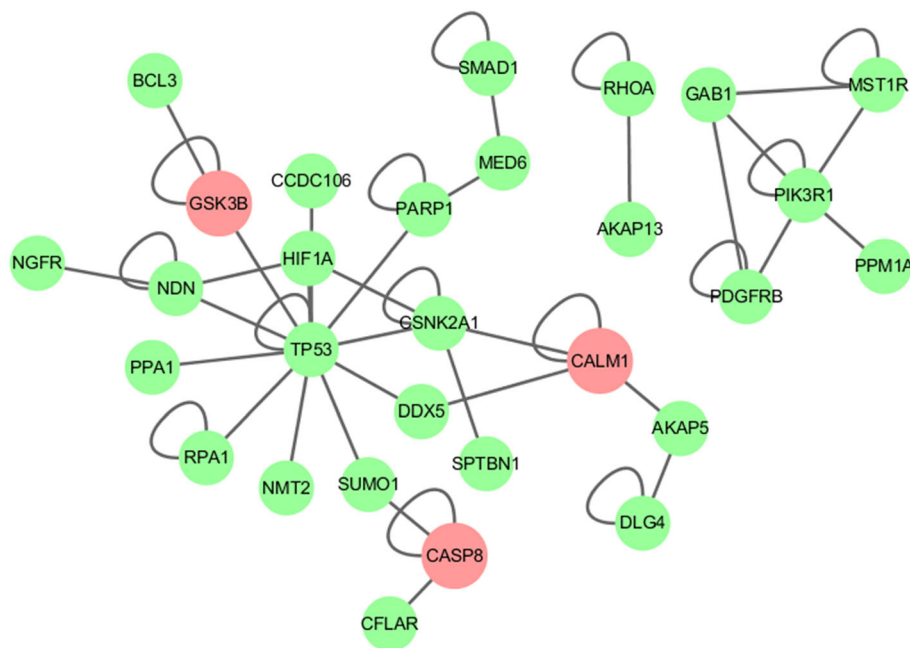 SMAD1
BCL3
RHOA
GAB1
MST1R
MED6
CCDC106
GSK3B
PARP1
PIK3R1
AKAP13
NGFR
HIF1A
PPM1A
NDN
PDGFRB
CSNK2A1
TP53
PPA1
CALM1
DDX5
AKAP5
RPA1
SPTBN1
NMT2
SUMO1
DLG4
CASP8
CFLAR